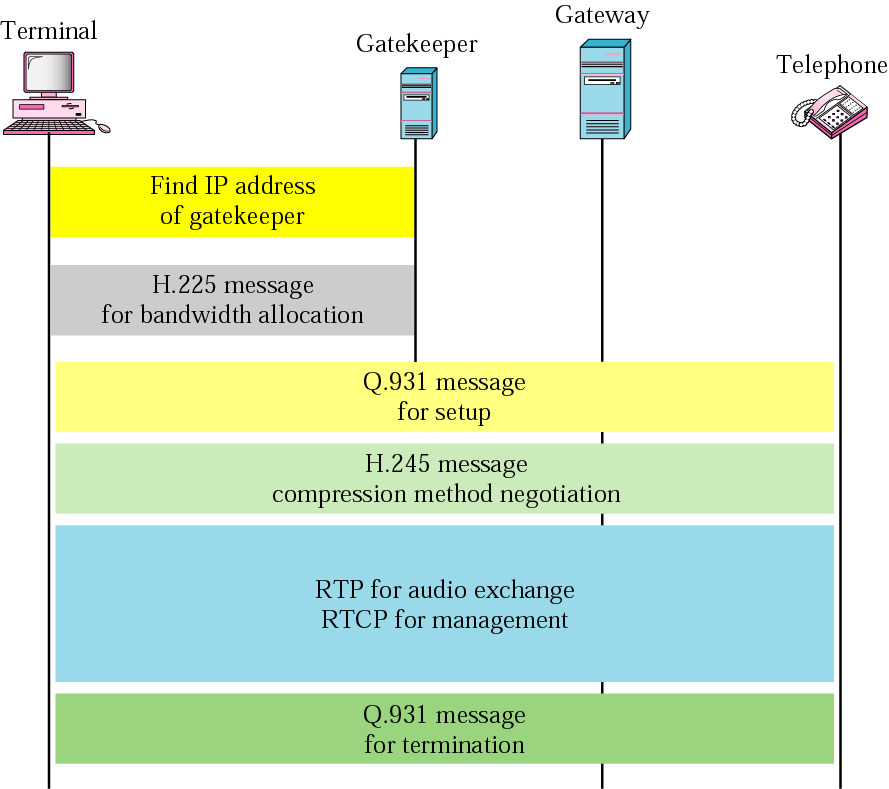 Terminal
Gatekeeper
Gateway
Telephone
Find IP address
of gatekeeper
H.225 message
for bandwidth allocation
Q.931 message
for setup
H.245 message
compression method negotiation
RTP for audio exchange
RTCP for management
Q.931 message
for termination